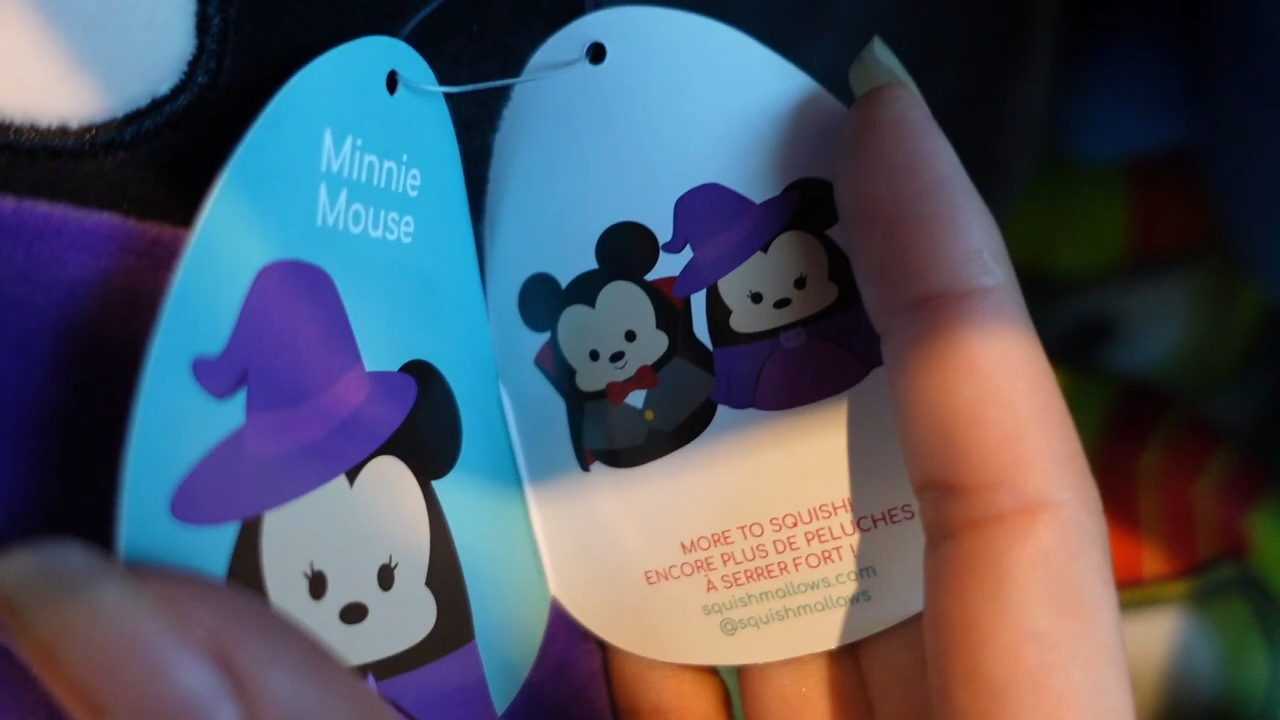 Minnie
Mouse
MORE TO SQUISH!
ENCORE PLUS DE PELUCHES
À SERRER FORT !
squishmallows.com
@squishmallows